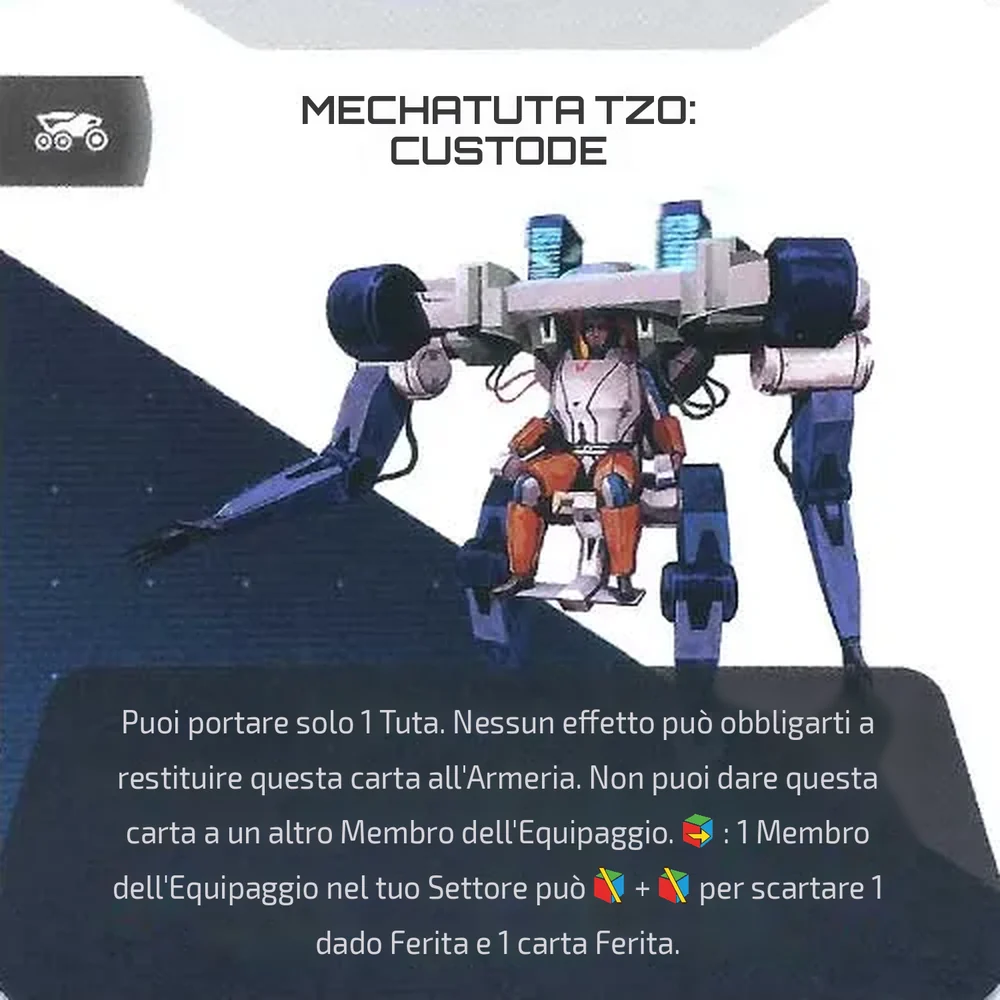 MECHATUTA TZO:
CUSTODE
Puoi portare solo 1 Tuta. Nessun effetto può obbligarti a
restituire questa carta all'Armeria. Non puoi dare questa
carta a un altro Membro dell'Equipaggio. : 1 Membro
dell'Equipaggio nel tuo Settore può + per scartare 1
dado Ferita e 1 carta Ferita.